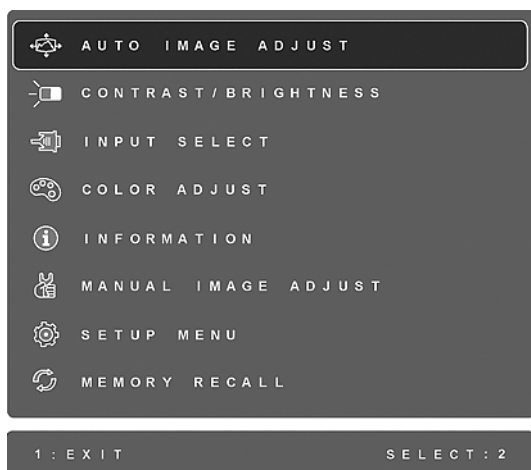 AUTO IMAGE ADJUST
CONTRAST/BRIGHTNESS
INPUT SELECT
COLOR ADJUST
INFORMATION
MANUAL IMAGE ADJUST
SETUP MENU
MEMORY RECALL
1:EXIT SELECT:2